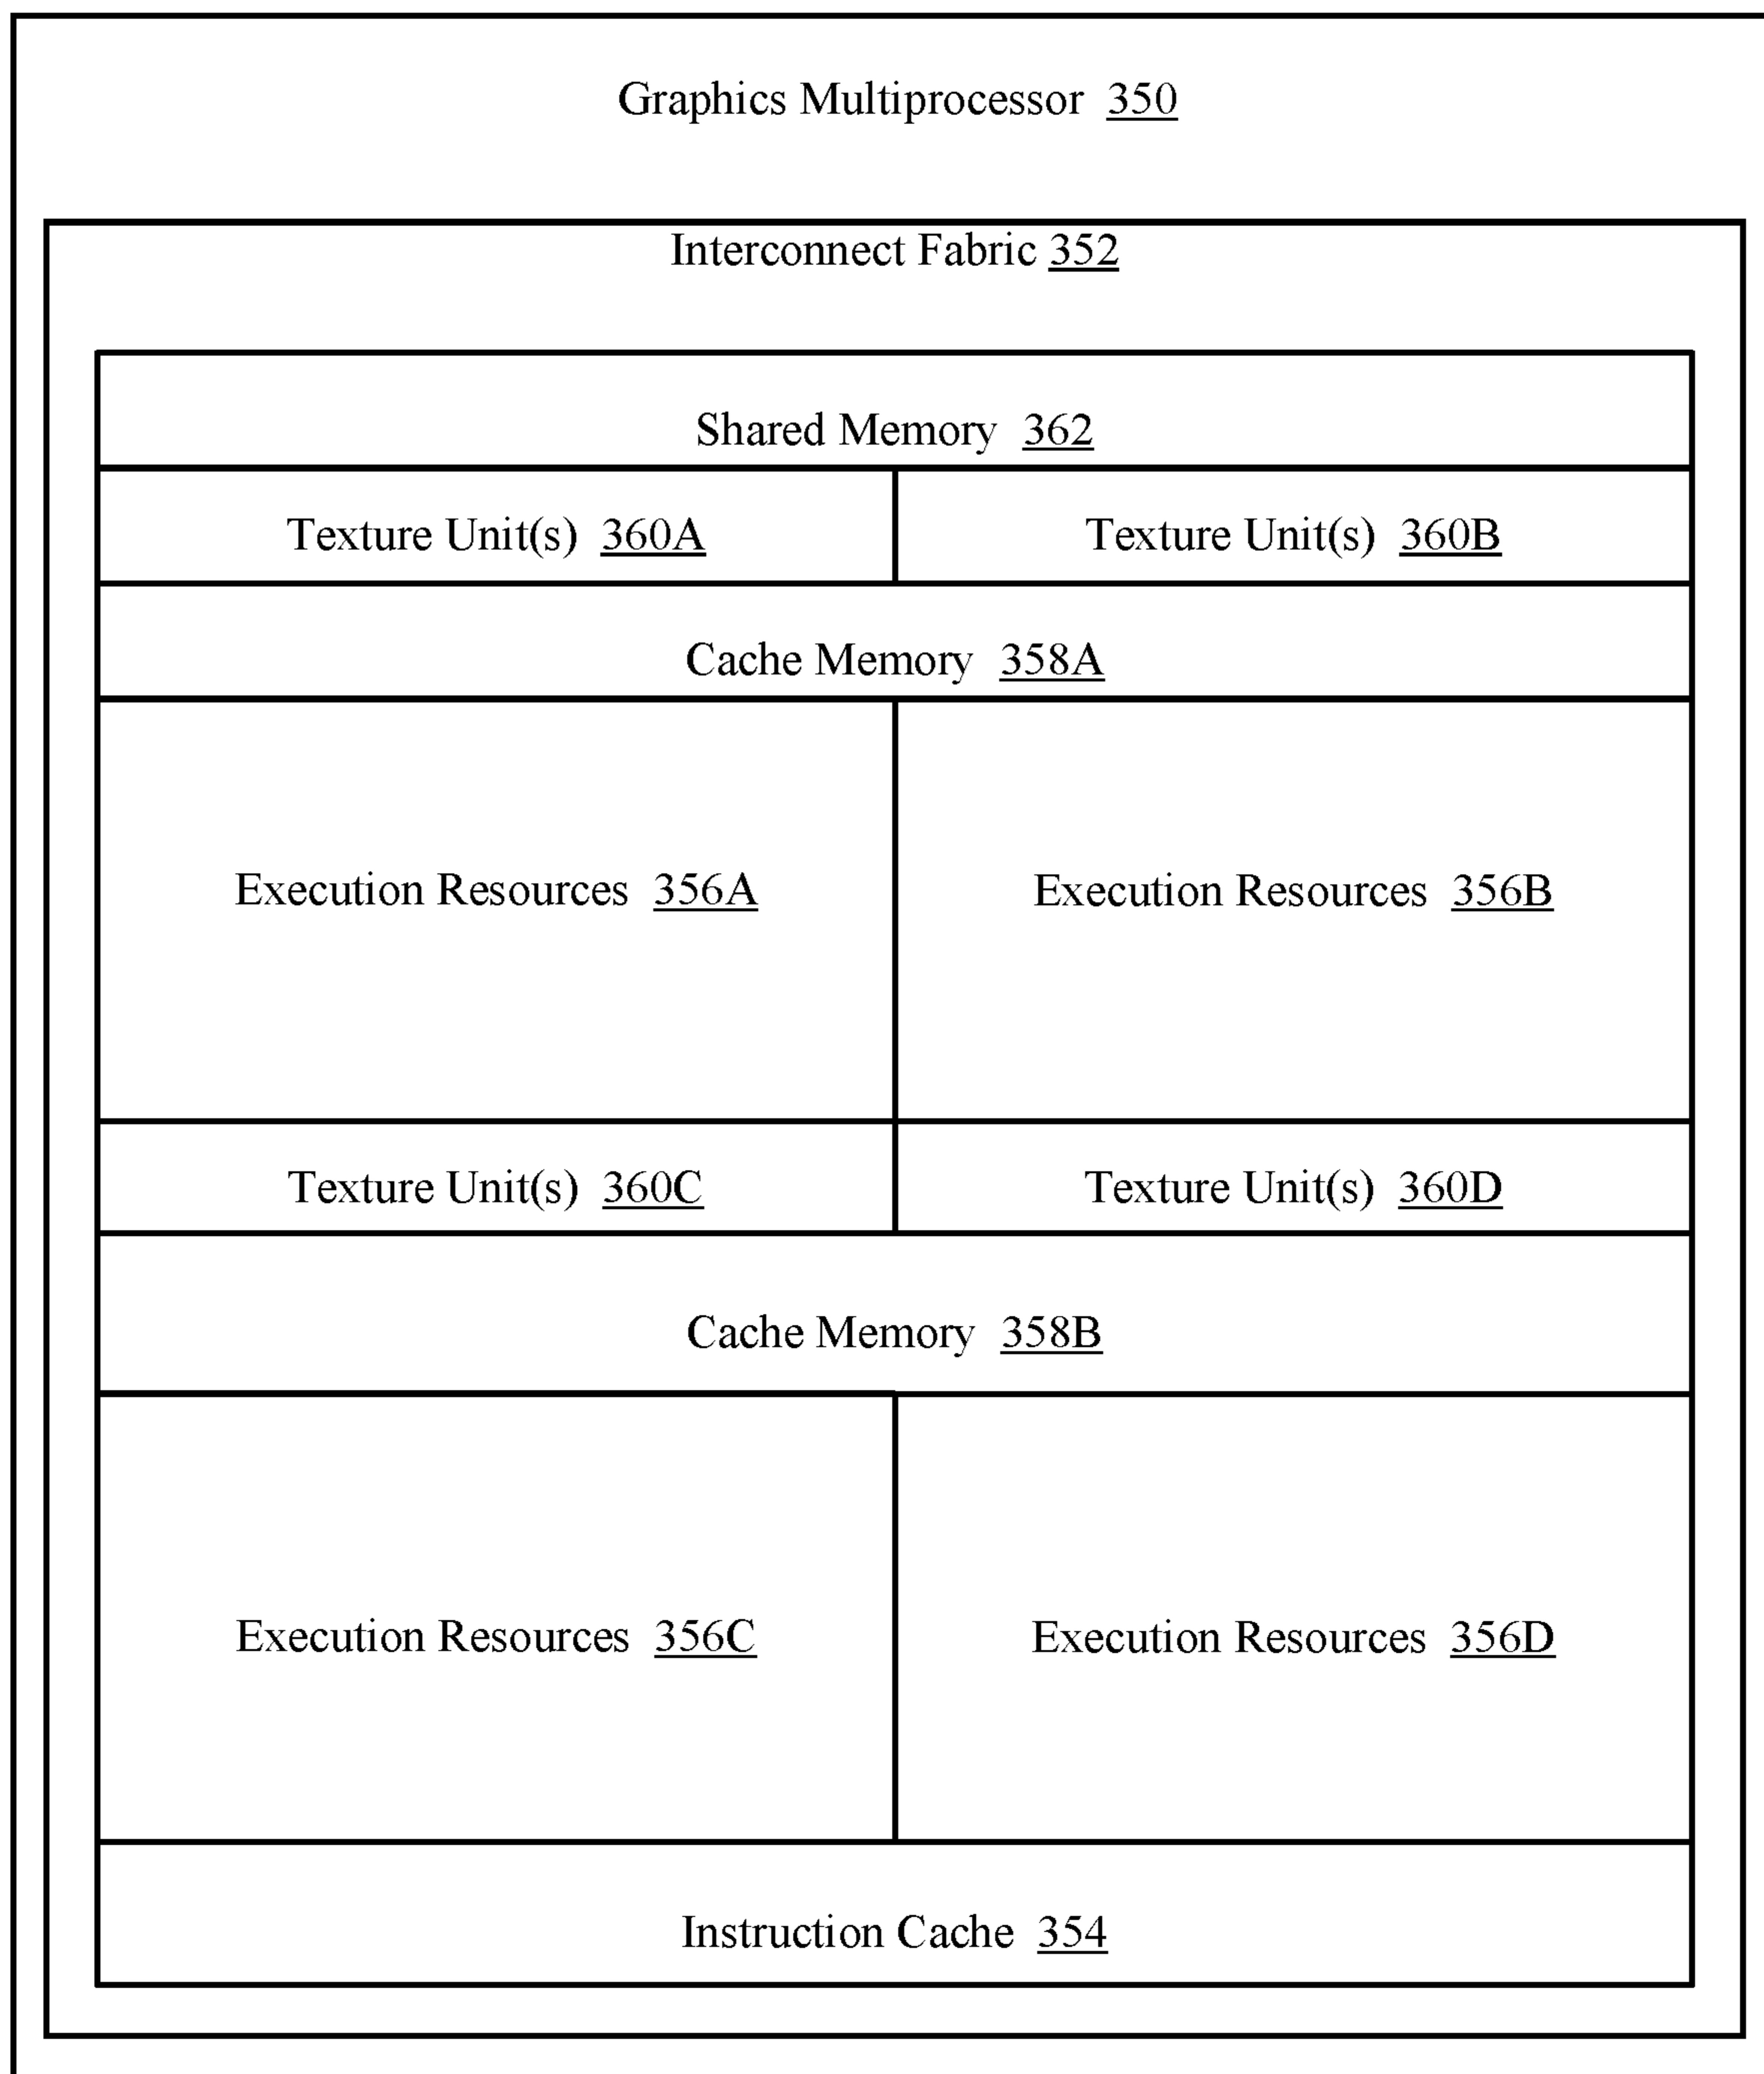 Graphics Multiprocessor 350
Interconnect Fabric 352
Shared Memory 362
Texture Unit(s) 360A
Texture Unit(s) 360B
Cache Memory 358A
Execution Resources 356A
Execution Resources 356B
Texture Unit(s) 360C
Texture Unit(s) 360D
Cache Memory 358B
Execution Resources 356C
Execution Resources 356D
Instruction Cache 354